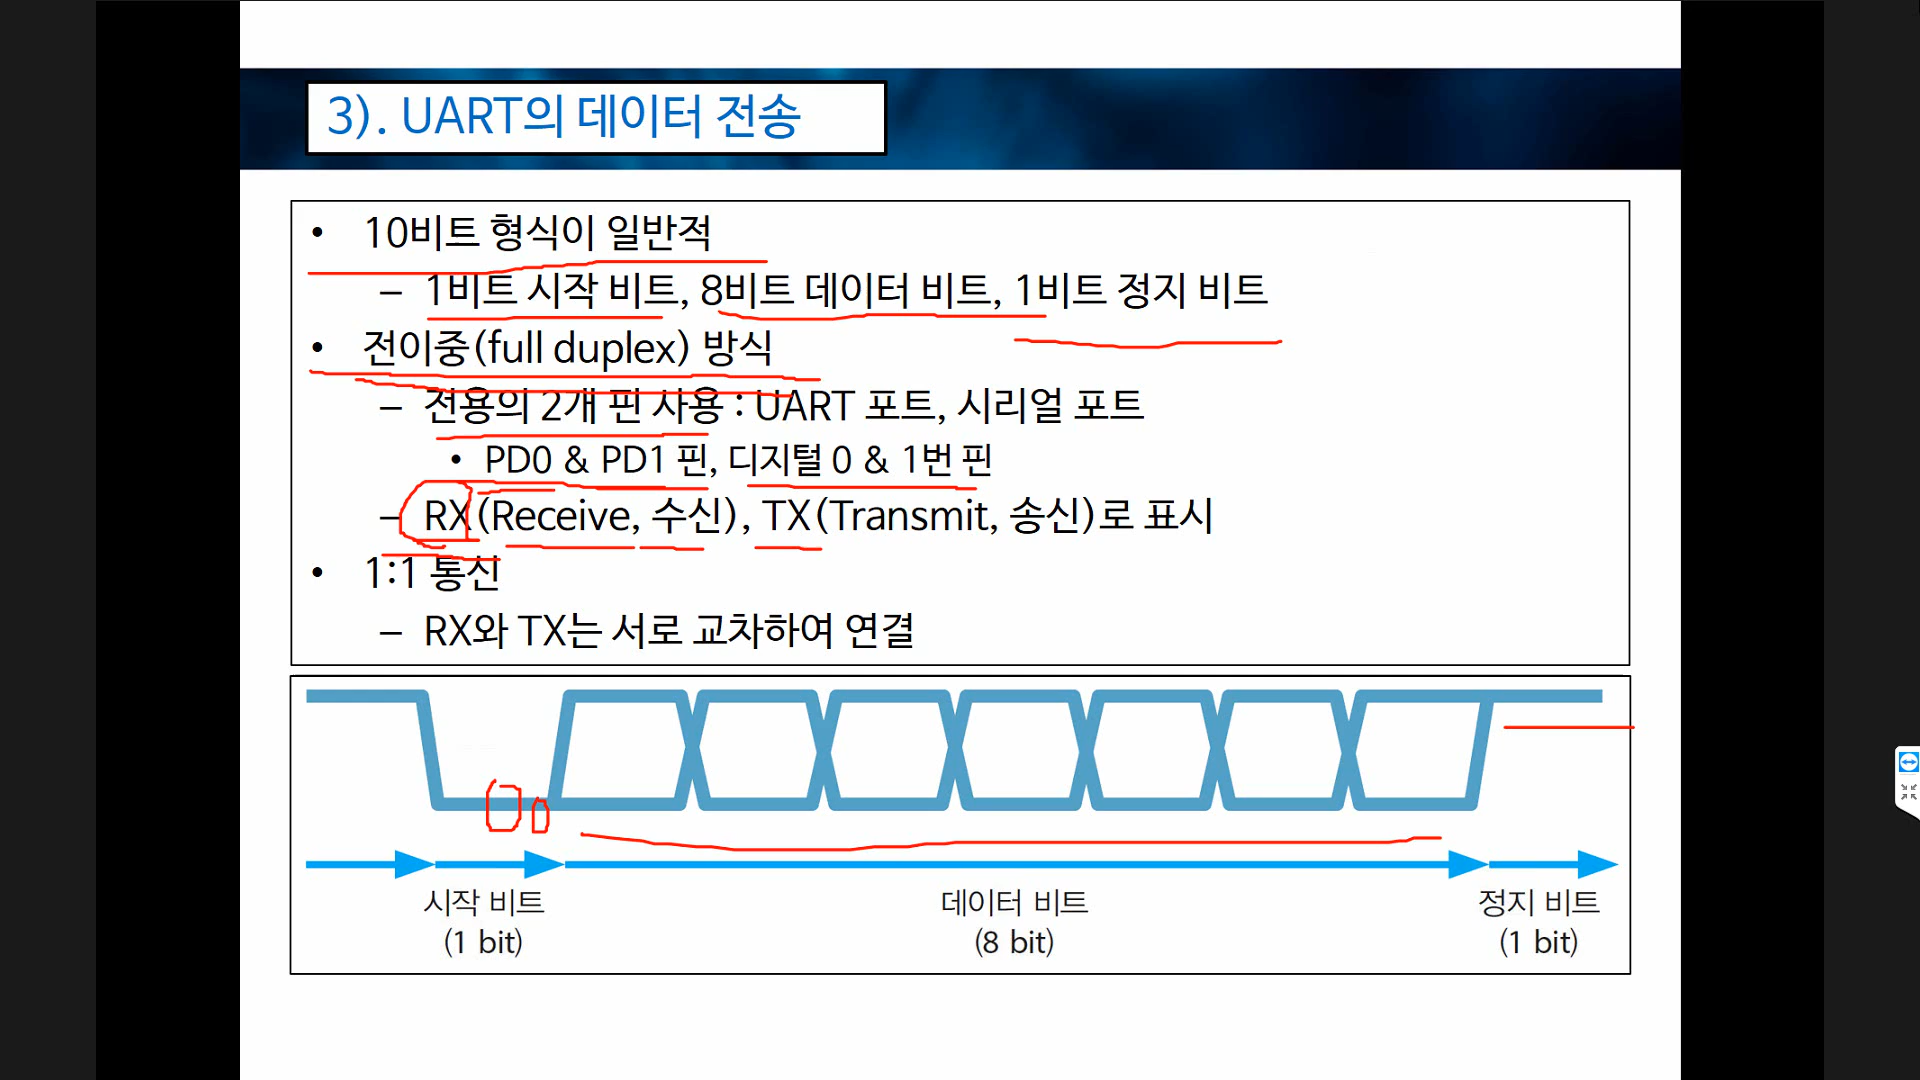 3). UART의 데이터 전송
• 10비트 형식이 일반적
– 1비트 시작 비트, 8비트 데이터 비트, 1비트 정지 비트
• 전이중(full duplex) 방식
– 전용의 2개 핀 사용 : UART 포트, 시리얼 포트
• PD0 & PD1 핀, 디지털 0 & 1번 핀
– RX(Receive, 수신), TX(Transmit, 송신)로 표시
• 1:1 통신
– RX와 TX는 서로 교차하여 연결
시작 비트 데이터 비트 정지 비트
(1 bit) (8 bit) (1 bit)